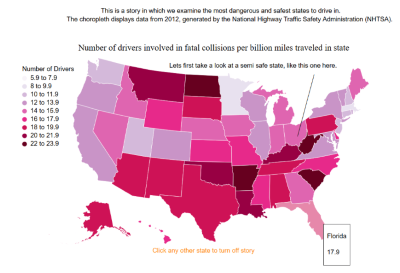 This is a story in which we examine the most dangerous and safest states to drive in.
The choropleth displays data from 2012, generated by the National Highway Traffic Safety Administration (NHTSA).
Number of drivers involved in fatal collisions per billion miles traveled in state
Number of Drivers
5.9 to 7.9
8 to 9.9
10 to 11.9
12 to 13.9
14 to 15.9
16 to 17.9
18 to 19.9
20 to 21.9
22 to 23.9
Lets first take a look at a semi safe state, like this one here.
Florida
17.9
Click any other state to turn off story